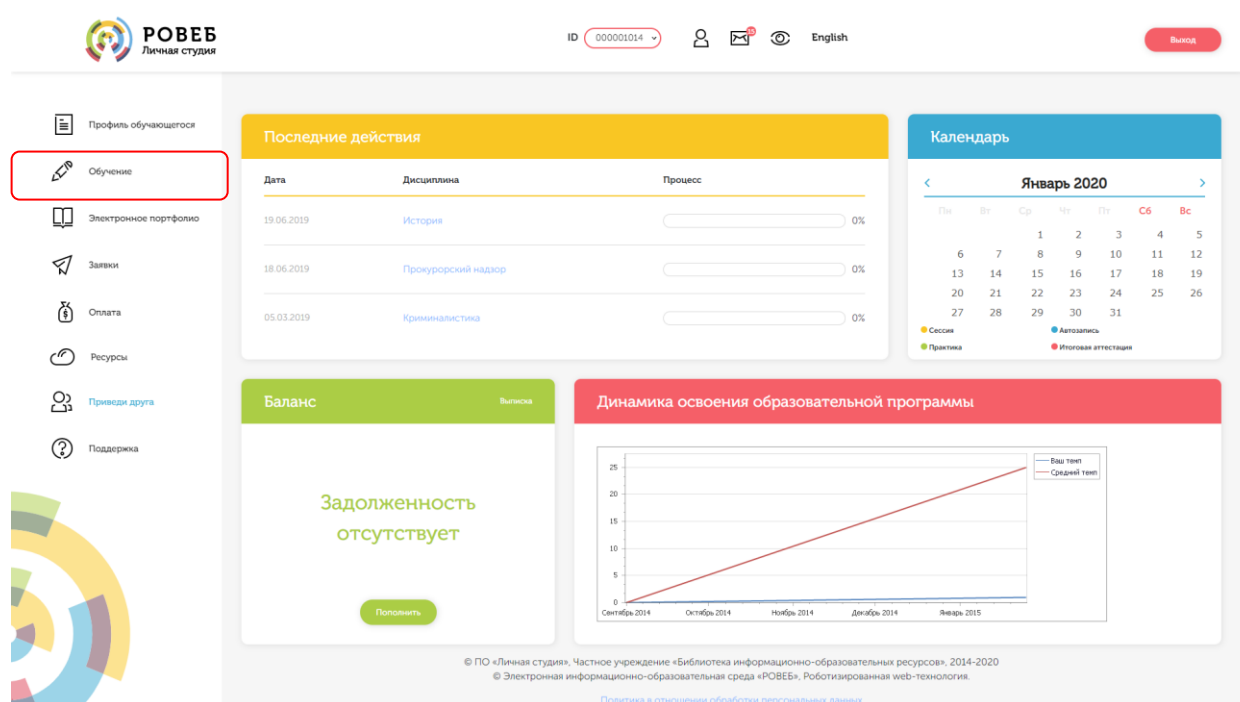 РОВЕБ
Личная студия
ID 000001014
15
English
Выход
Профиль обучающегося
Обучение
Электронное портфолио
Заявки
Оплата
Ресурсы
Приведи друга
Поддержка
Последние действия
Дата Дисциплина Процесс
19.06.2019 История 0%
18.06.2019 Прокурорский надзор 0%
05.03.2019 Криминалистика 0%
Календарь
Январь 2020
Пн Вт Ср Чт Пт Сб Вс
1 2 3 4 5
6 7 8 9 10 11 12
13 14 15 16 17 18 19
20 21 22 23 24 25 26
27 28 29 30 31
Сессия Автозапись
Практика Итоговая аттестация
Баланс Выписка
Задолженность
отсутствует
Пополнить
Динамика освоения образовательной программы
25
20
15
10
5
0
Сентябрь 2014 Октябрь 2014 Ноябрь 2014 Декабрь 2014 Январь 2015
Ваш темп
Средний темп
© ПО «Личная студия», Частное учреждение «Библиотека информационно-образовательных ресурсов», 2014-2020
© Электронная информационно-образовательная среда «РОВЕБ», Роботизированная web-технология.
Политика в отношении обработки персональных данных